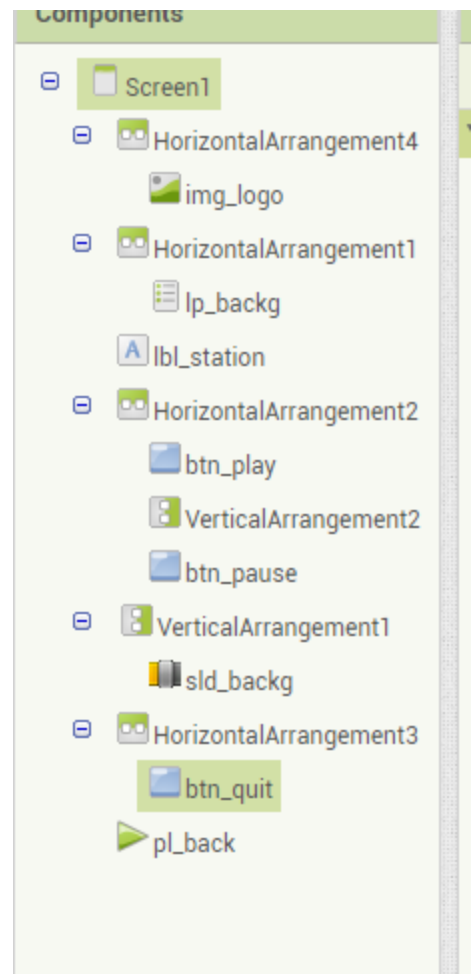 Components
Screen1
HorizontalArrangement4
img_logo
HorizontalArrangement1
lp_backg
A lbl_station
HorizontalArrangement2
btn_play
VerticalArrangement2
btn_pause
VerticalArrangement1
sld_backg
HorizontalArrangement3
btn_quit
pl_back